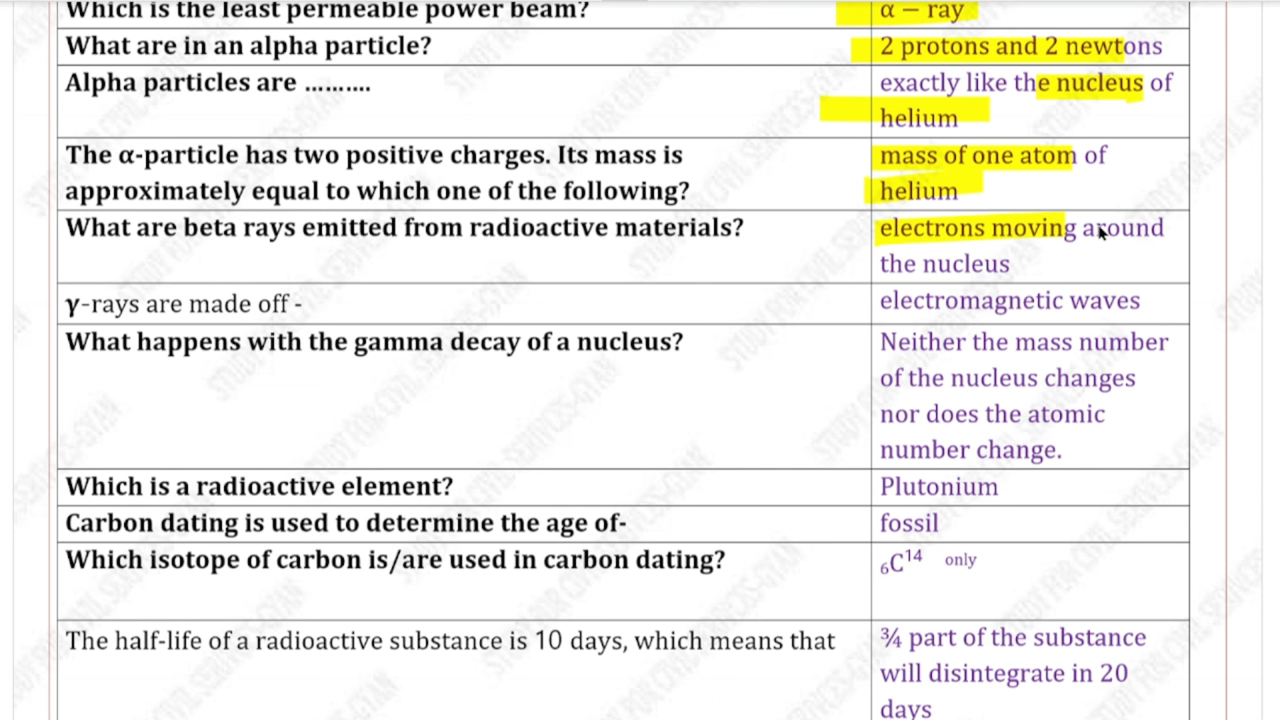 Which is the least permeable power beam?
α − ray
What are in an alpha particle?
2 protons and 2 newtons
Alpha particles are ..........
exactly like the nucleus of
helium
The α-particle has two positive charges. Its mass is
approximately equal to which one of the following?
mass of one atom of
helium
What are beta rays emitted from radioactive materials?
electrons moving around
the nucleus
γ-rays are made off -
electromagnetic waves
What happens with the gamma decay of a nucleus?
Neither the mass number
of the nucleus changes
nor does the atomic
number change.
Which is a radioactive element?
Plutonium
Carbon dating is used to determine the age of-
fossil
Which isotope of carbon is/are used in carbon dating?
₆C¹⁴ only
The half-life of a radioactive substance is 10 days, which means that
¾ part of the substance
will disintegrate in 20
days